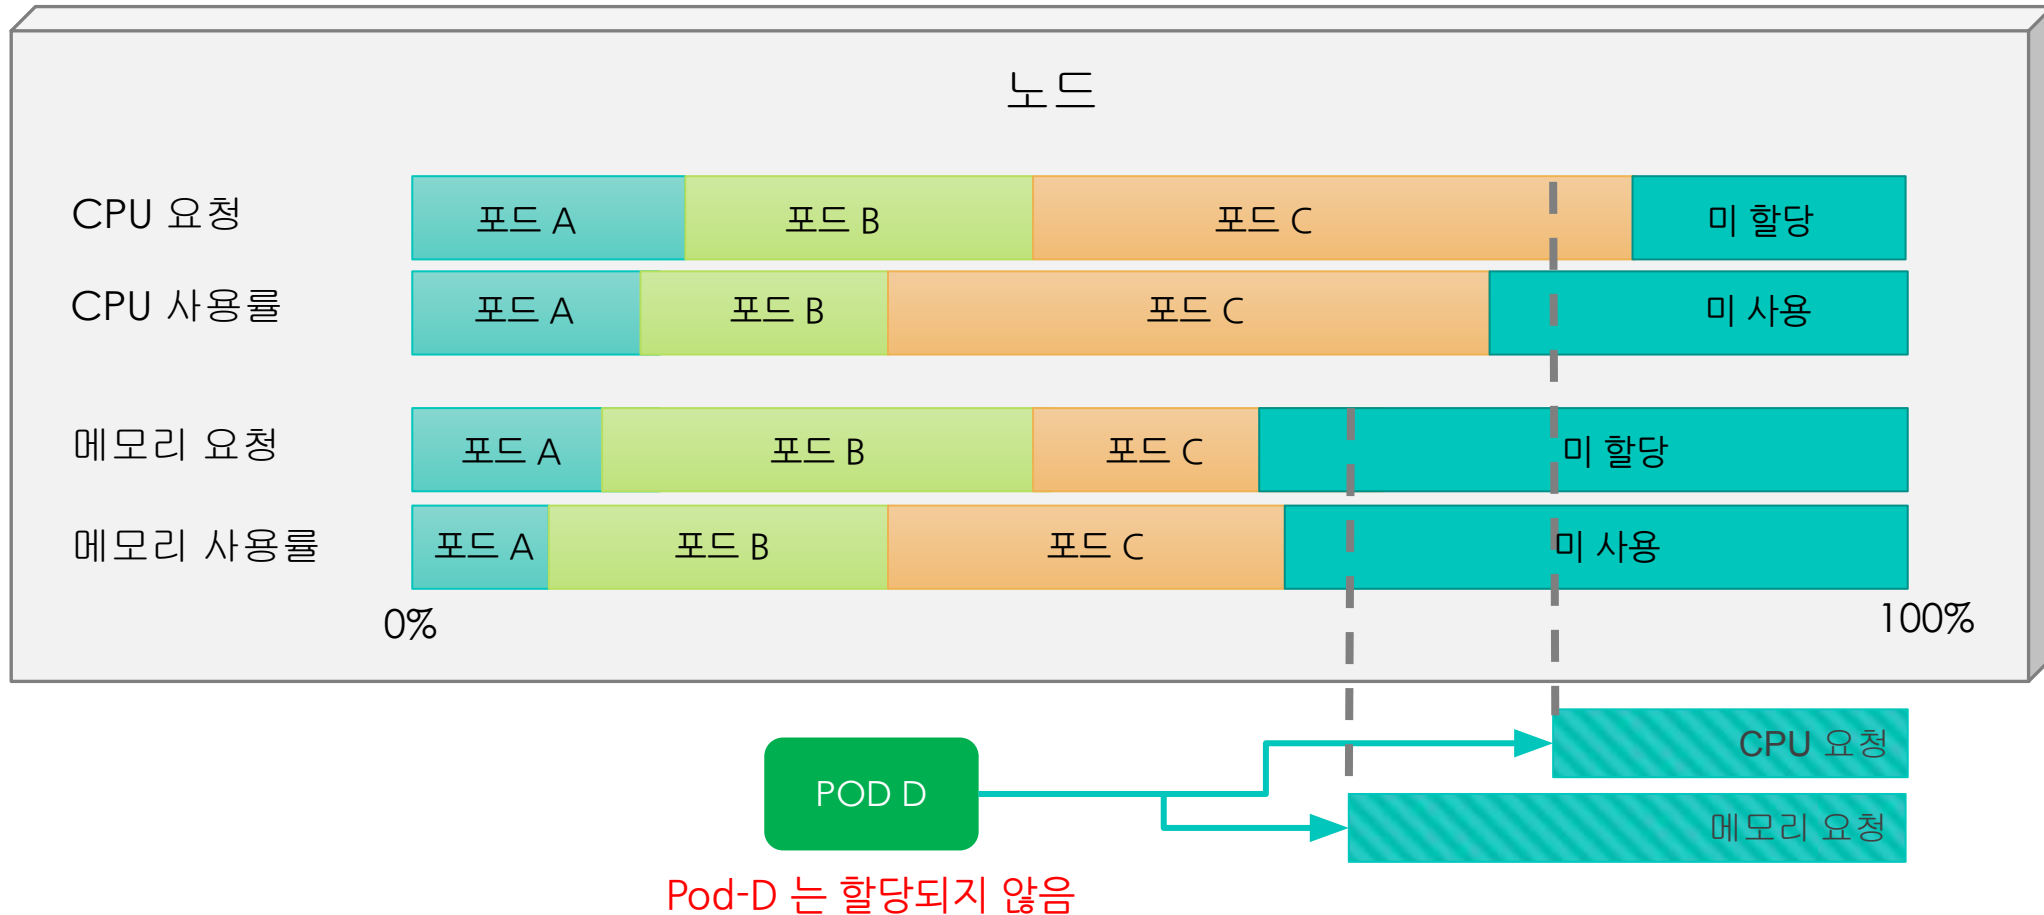 노드
CPU 요청
포드 A
포드 B
포드 C
미 할당
CPU 사용률
포드 A
포드 B
포드 C
미 사용
메모리 요청
포드 A
포드 B
포드 C
미 할당
메모리 사용률
포드 A
포드 B
포드 C
미 사용
0%
100%
CPU 요청
POD D
메모리 요청
Pod-D 는 할당되지 않음